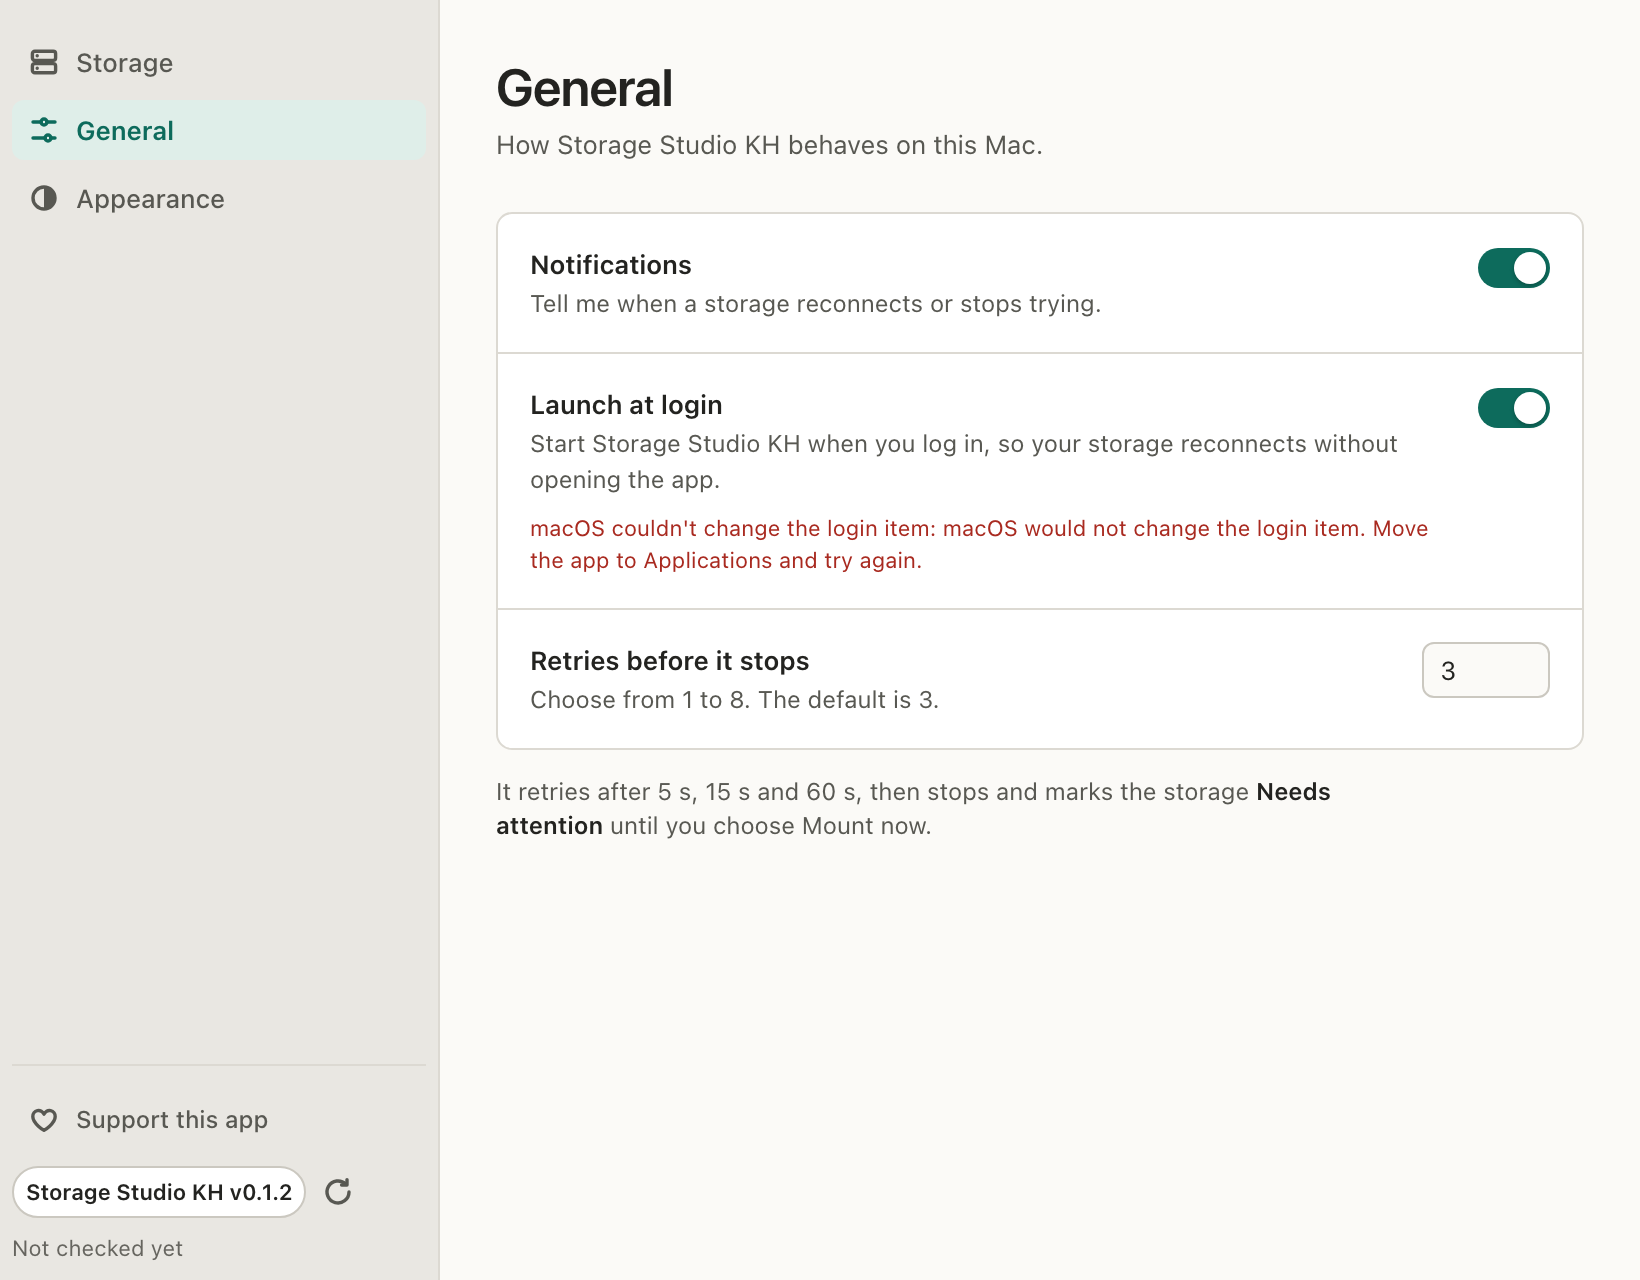 Storage
General
Appearance
Support this app
Storage Studio KH v0.1.2
Not checked yet
General
How Storage Studio KH behaves on this Mac.
Notifications
Tell me when a storage reconnects or stops trying.
Launch at login
Start Storage Studio KH when you log in, so your storage reconnects without
opening the app.
macOS couldn't change the login item: macOS would not change the login item. Move
the app to Applications and try again.
Retries before it stops
3
Choose from 1 to 8. The default is 3.
It retries after 5 s, 15 s and 60 s, then stops and marks the storage Needs
attention until you choose Mount now.